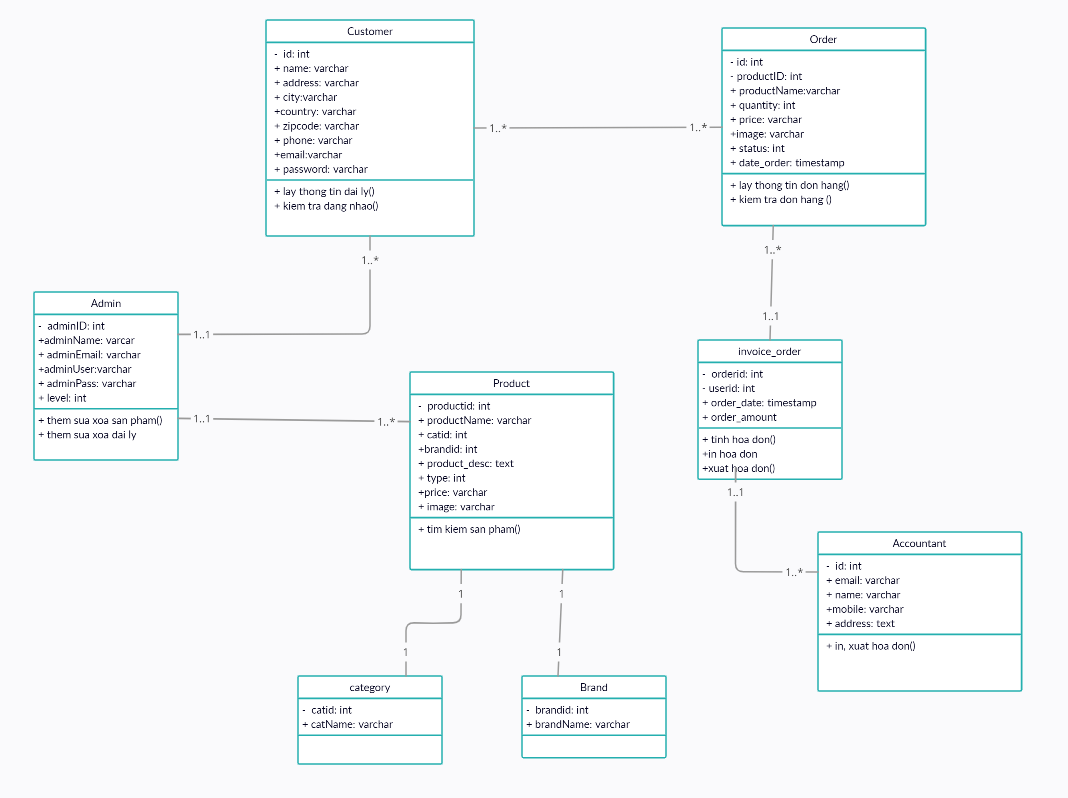 Customer
- id: int
+ name: varchar
+ address: varchar
+ city:varchar
+country: varchar
+ zipcode: varchar
+ phone: varchar
+email:varchar
+ password: varchar
+ lay thong tin dai ly()
+ kiem tra dang nhao()
Order
- id: int
- productID: int
+ productName:varchar
+ quantity: int
+ price: varchar
+image: varchar
+ status: int
+ date_order: timestamp
+ lay thong tin don hang()
+ kiem tra don hang ()
1..*
1..*
1..*
1..1
1..*
1..1
Admin
- adminID: int
+adminName: varcar
+ adminEmail: varchar
+adminUser:varchar
+ adminPass: varchar
+ level: int
+ them sua xoa san pham()
+ them sua xoa dai ly
1..1
1..*
Product
- productid: int
+ productName: varchar
+ catid: int
+brandid: int
+ product_desc: text
+ type: int
+price: varchar
+ image: varchar
+ tim kiem san pham()
invoice_order
- orderid: int
- userid: int
+ order_date: timestamp
+ order_amount
+ tinh hoa don()
+in hoa don
+xuat hoa don()
1..1
1..*
Accountant
- id: int
+ email: varchar
+ name: varchar
+mobile: varchar
+ address: text
+ in, xuat hoa don()
1
1
1
1
category
- catid: int
+ catName: varchar
Brand
- brandid: int
+ brandName: varchar